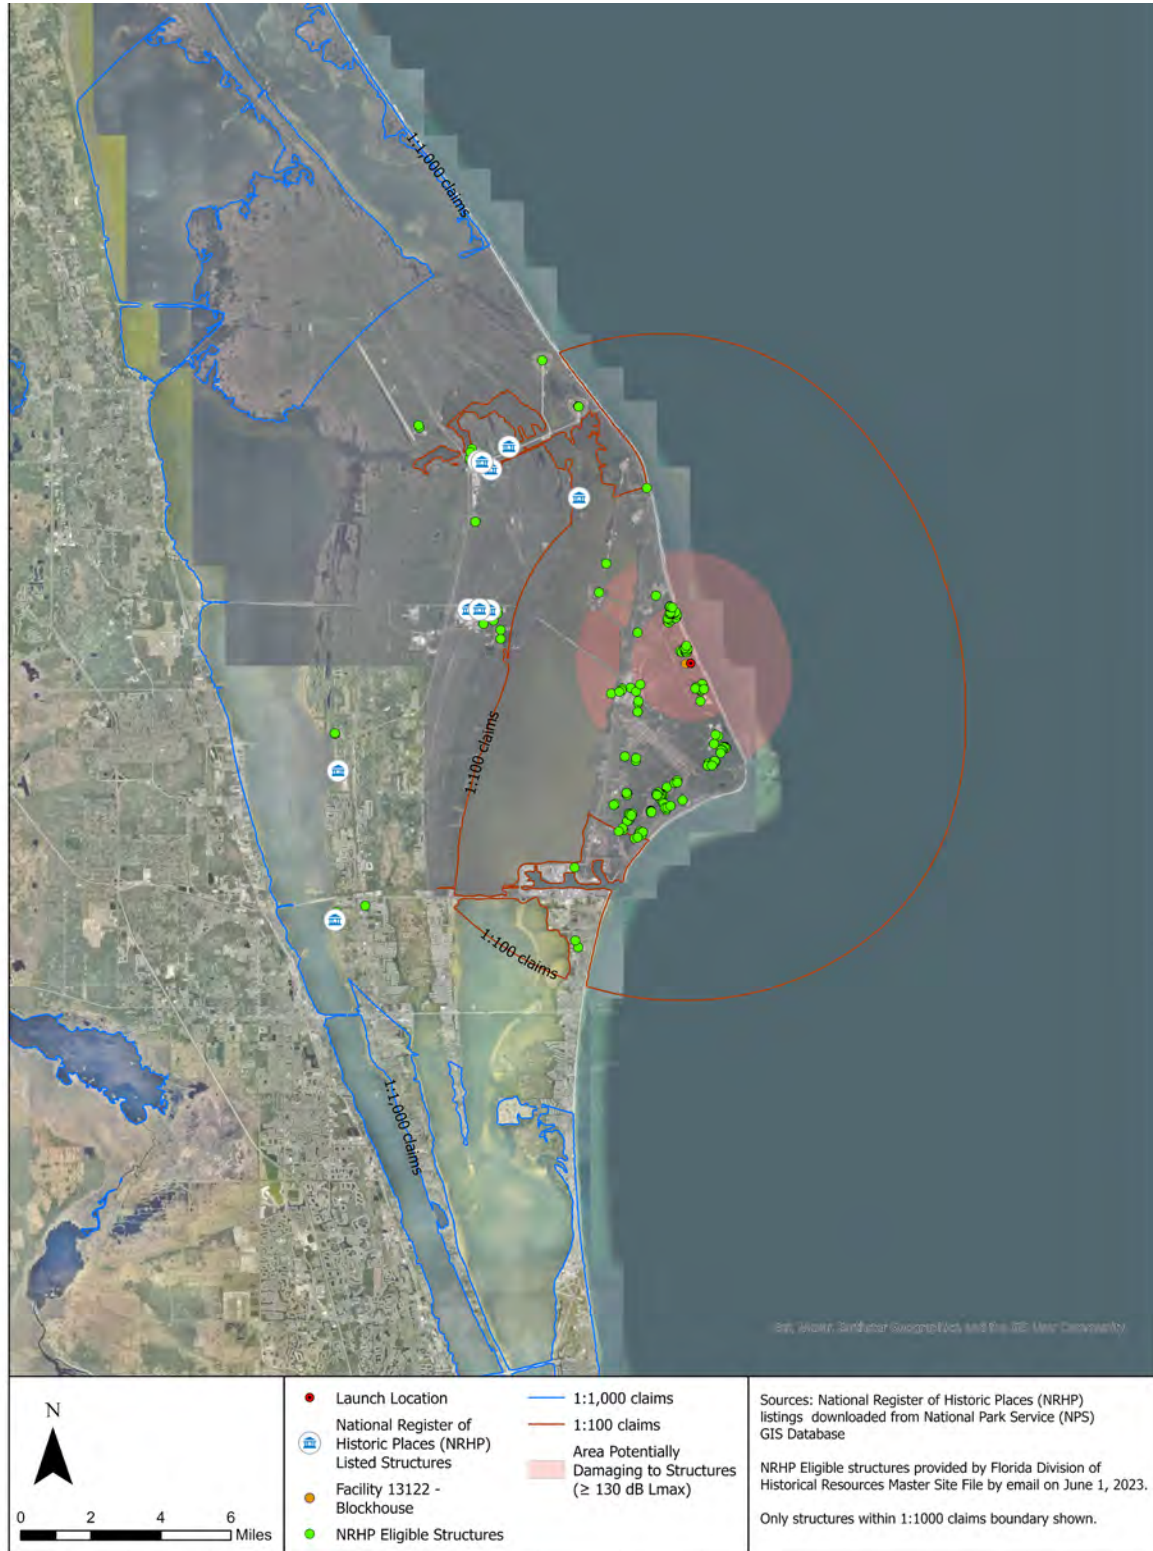 1:1,000 claims
1:100 claims
1:100 claims
1:1,000 claims
N
0 2 4 6
Miles
Launch Location
National Register of
Historic Places (NRHP)
Listed Structures
Facility 13122 -
Blockhouse
NRHP Eligible Structures
1:1,000 claims
1:100 claims
Area Potentially
Damaging to Structures
(≥ 130 dB Lmax)
Sources: National Register of Historic Places (NRHP)
listings downloaded from National Park Service (NPS)
GIS Database
NRHP Eligible structures provided by Florida Division of
Historical Resources Master Site File by email on June 1, 2023.
Only structures within 1:1000 claims boundary shown.